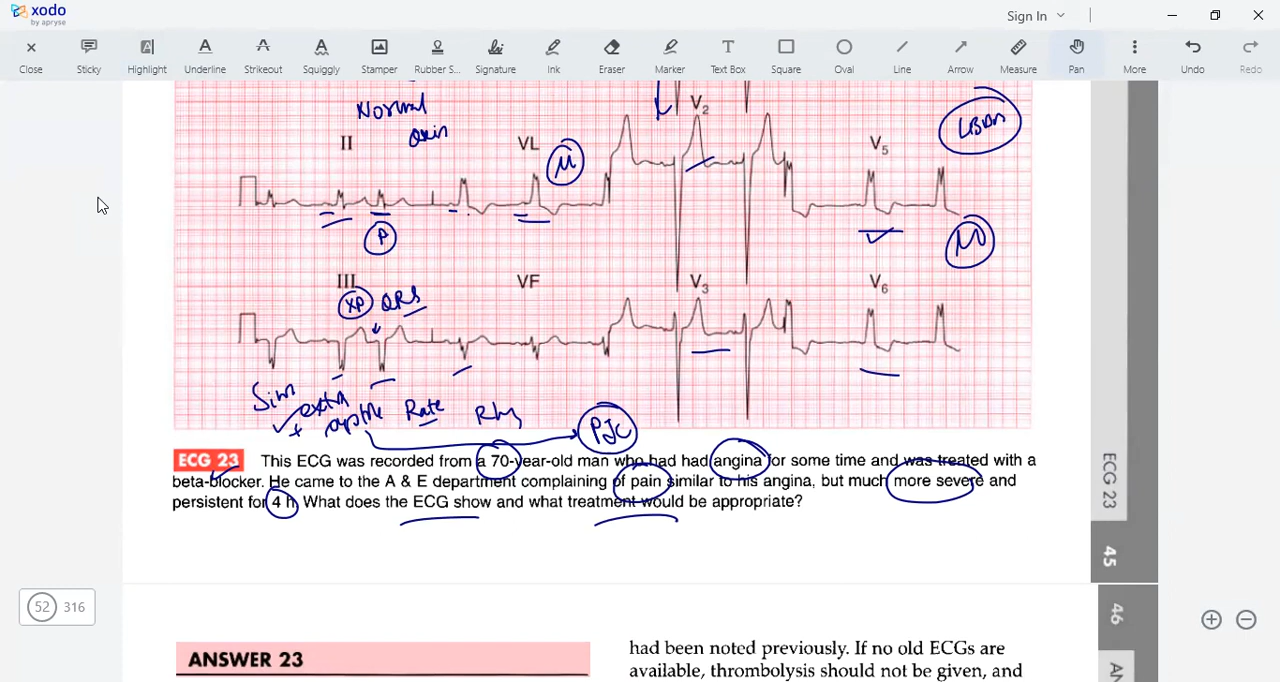 xodo
by apryse
Sign In
Close
Sticky
Highlight
Underline
Strikeout
Squiggly
Stamper
Rubber S...
Signature
Ink
Eraser
Marker
Text Box
Square
Oval
Line
Arrow
Measure
Pan
More
Undo
Redo
Normal
axis
II
VL
M
V2
V5
LBBB
P
III
XP QRS
VF
V3
V6
extra
Rate
PJC
ECG 23 This ECG was recorded from a 70-year-old man who had had angina for some time and was treated with a
beta-blocker. He came to the A & E department complaining of pain similar to his angina, but much more severe and
persistent for 4 h. What does the ECG show and what treatment would be appropriate?
ECG 23
45
52 316
46
ANSWER 23
had been noted previously. If no old ECGs are
available, thrombolysis should not be given, and